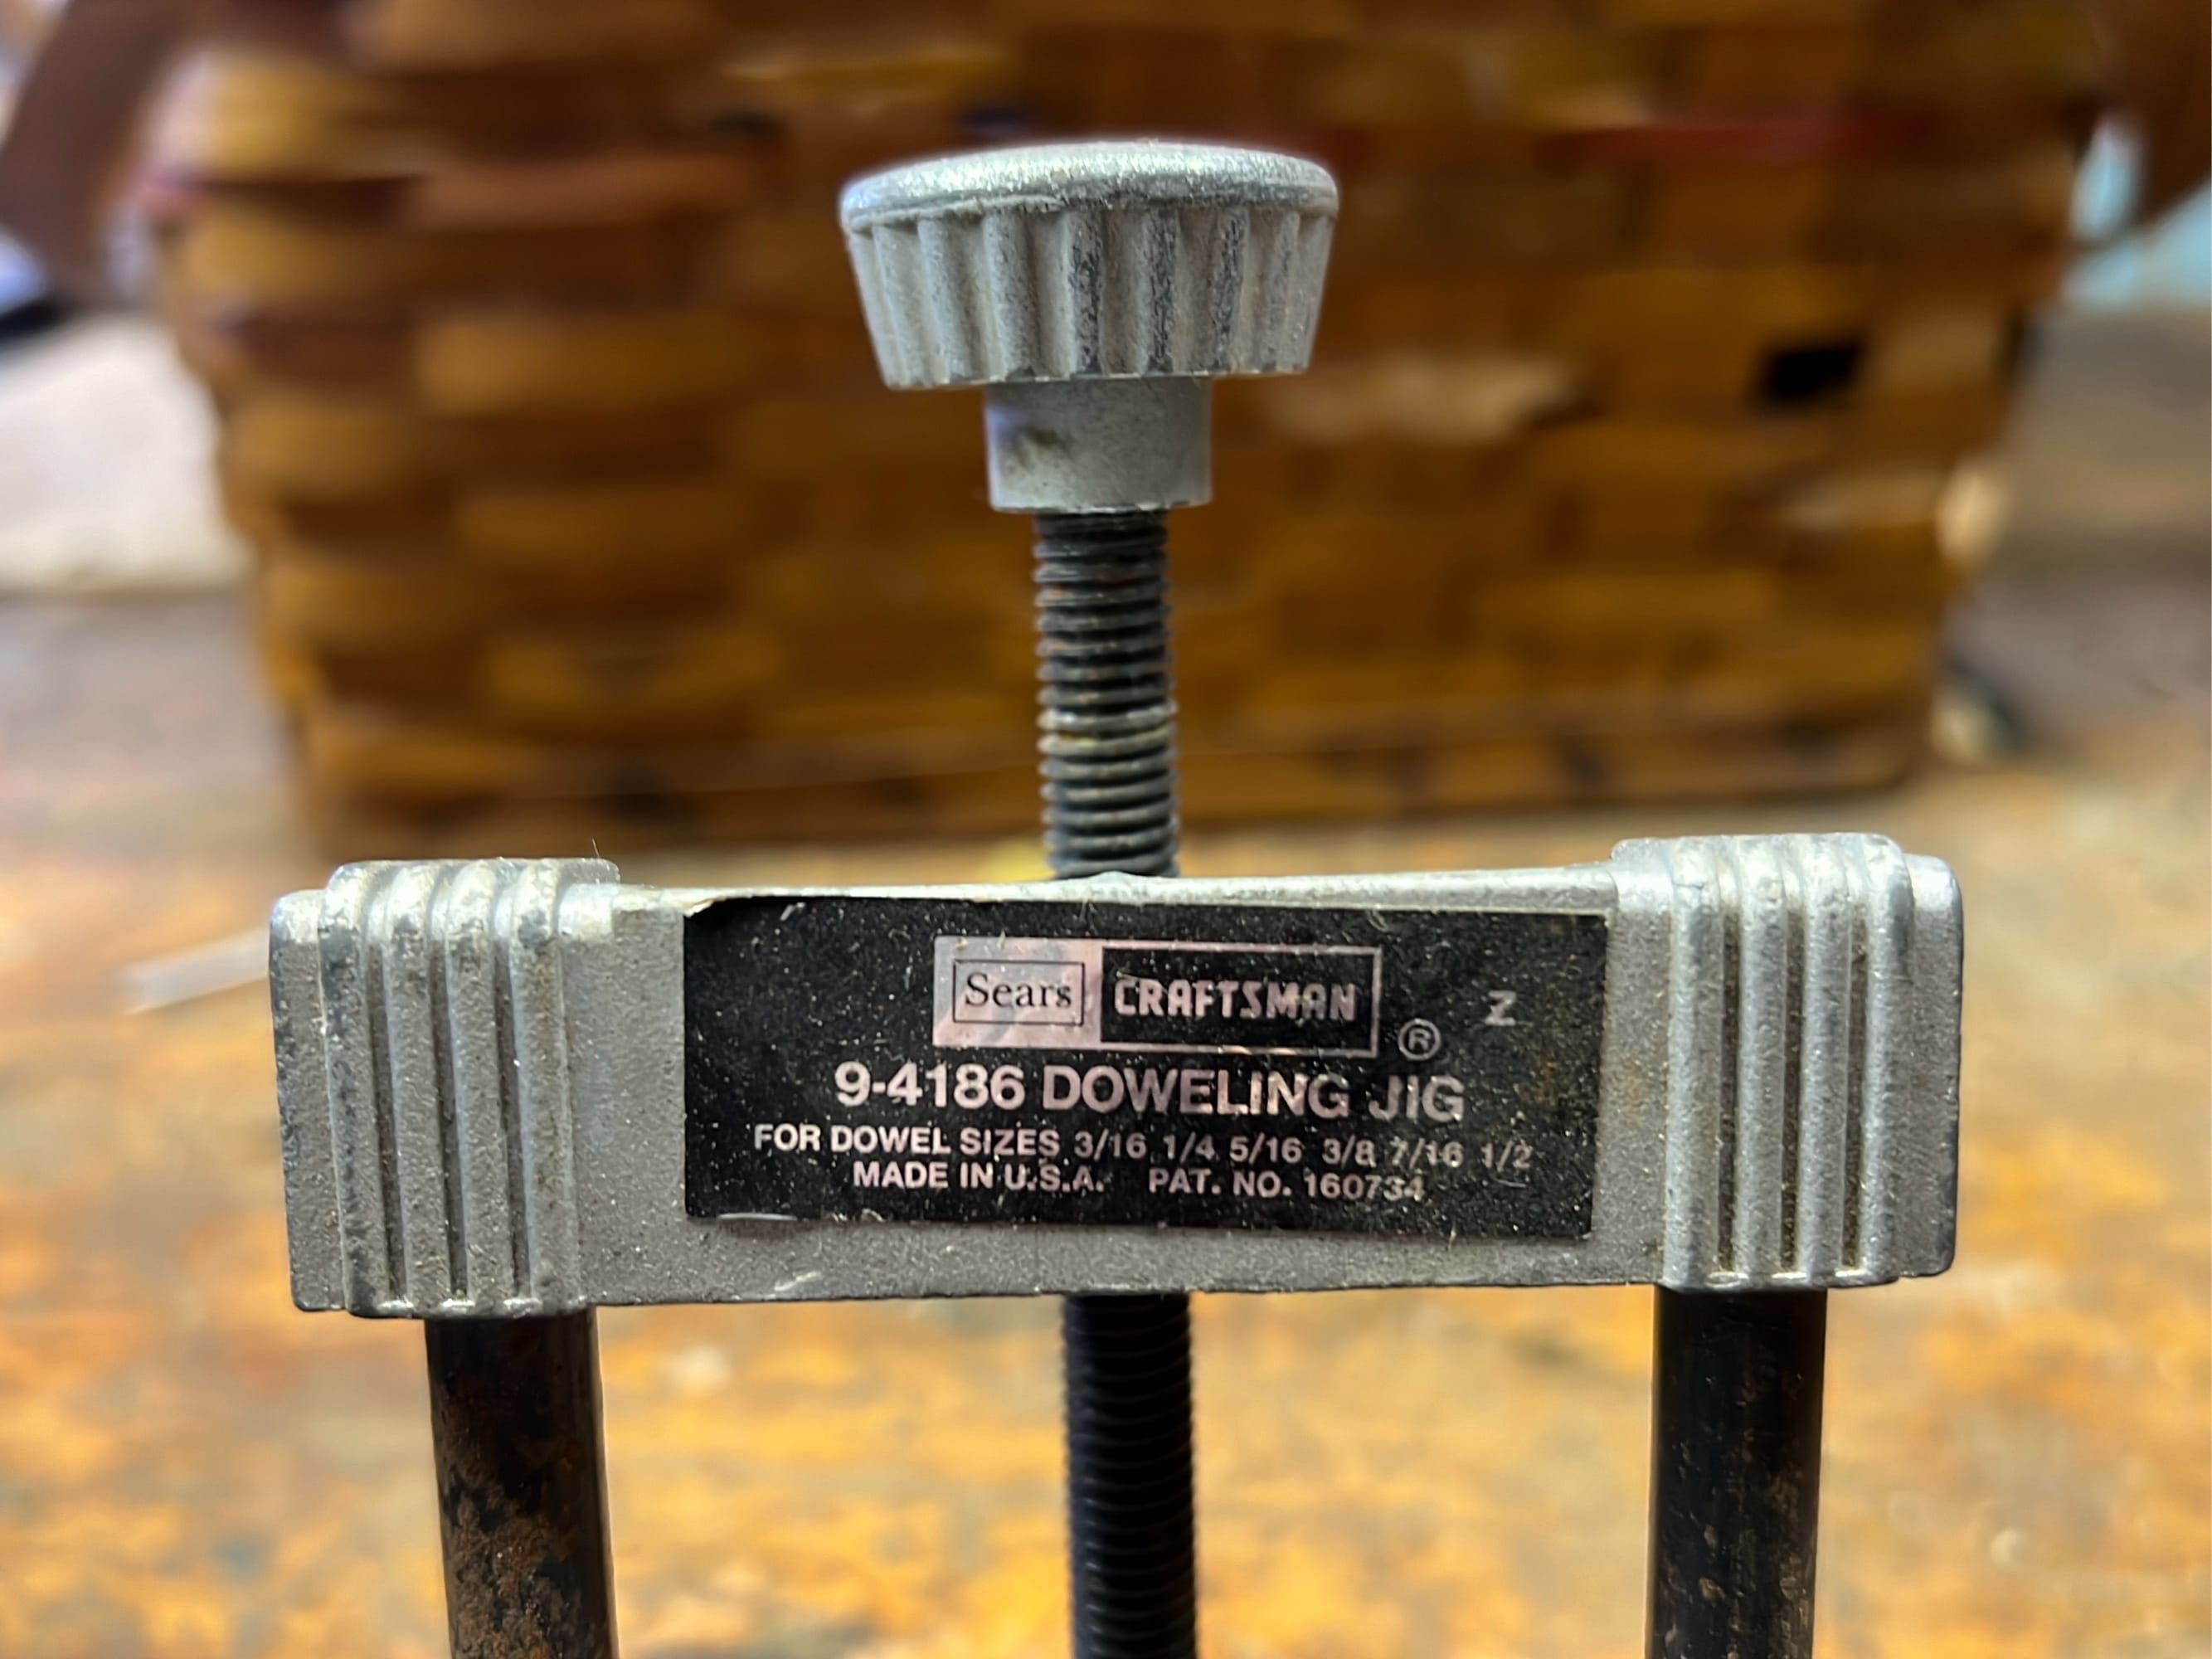 Sears CRAFTSMAN ® Z
9-4186 DOWELING JIG
FOR DOWEL SIZES 3/16 1/4 5/16 3/8 7/16 1/2
MADE IN U.S.A. PAT. NO. 160734